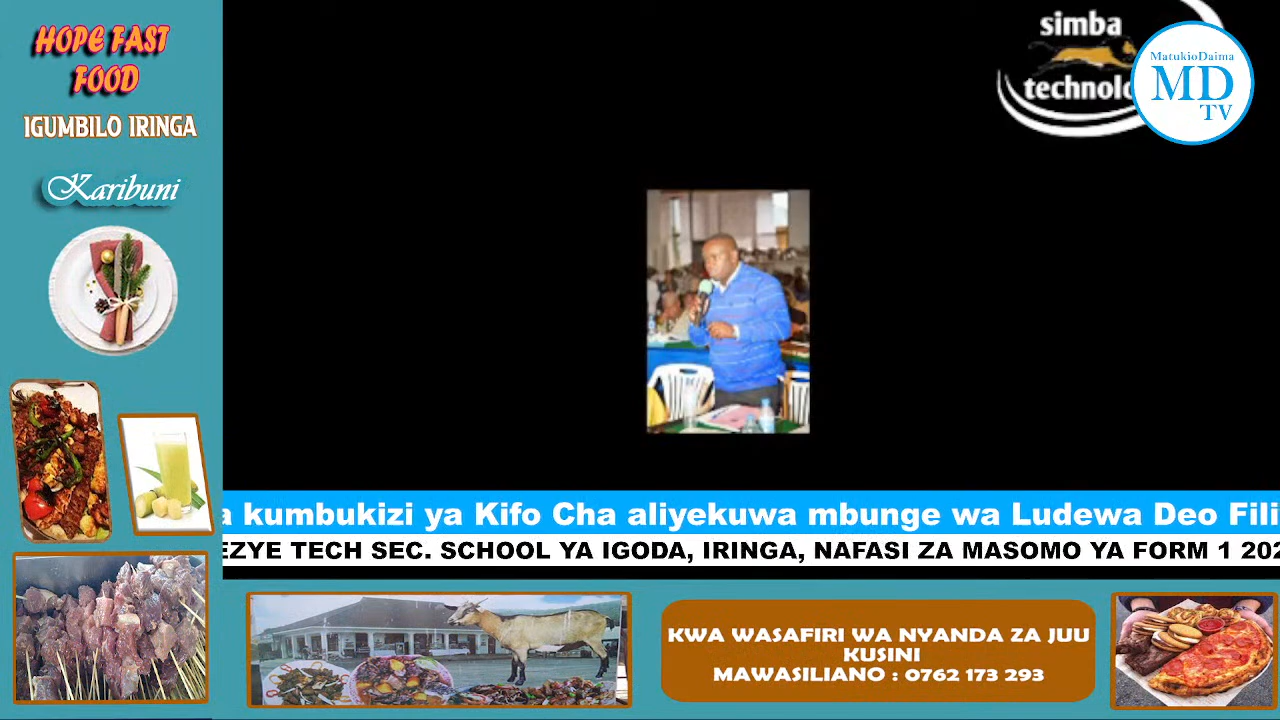 HOPE FAST
FOOD
IGUMBILO IRINGA
Karibuni
simba
technolo
MatukioDaima
MD
TV
a kumbukizi ya Kifo Cha aliyekuwa mbunge wa Ludewa Deo Fili
EZYE TECH SEC. SCHOOL YA IGODA, IRINGA, NAFASI ZA MASOMO YA FORM 1 202
KWA WASAFIRI WA NYANDA ZA JUU
KUSINI
MAWASILIANO : 0762 173 293